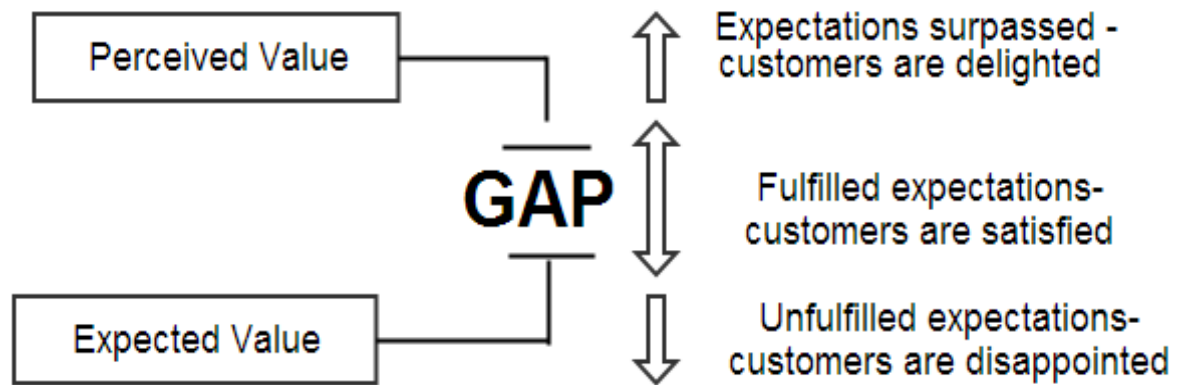 Perceived Value
GAP
Expected Value
Expectations surpassed -
customers are delighted
Fulfilled expectations-
customers are satisfied
Unfulfilled expectations-
customers are disappointed